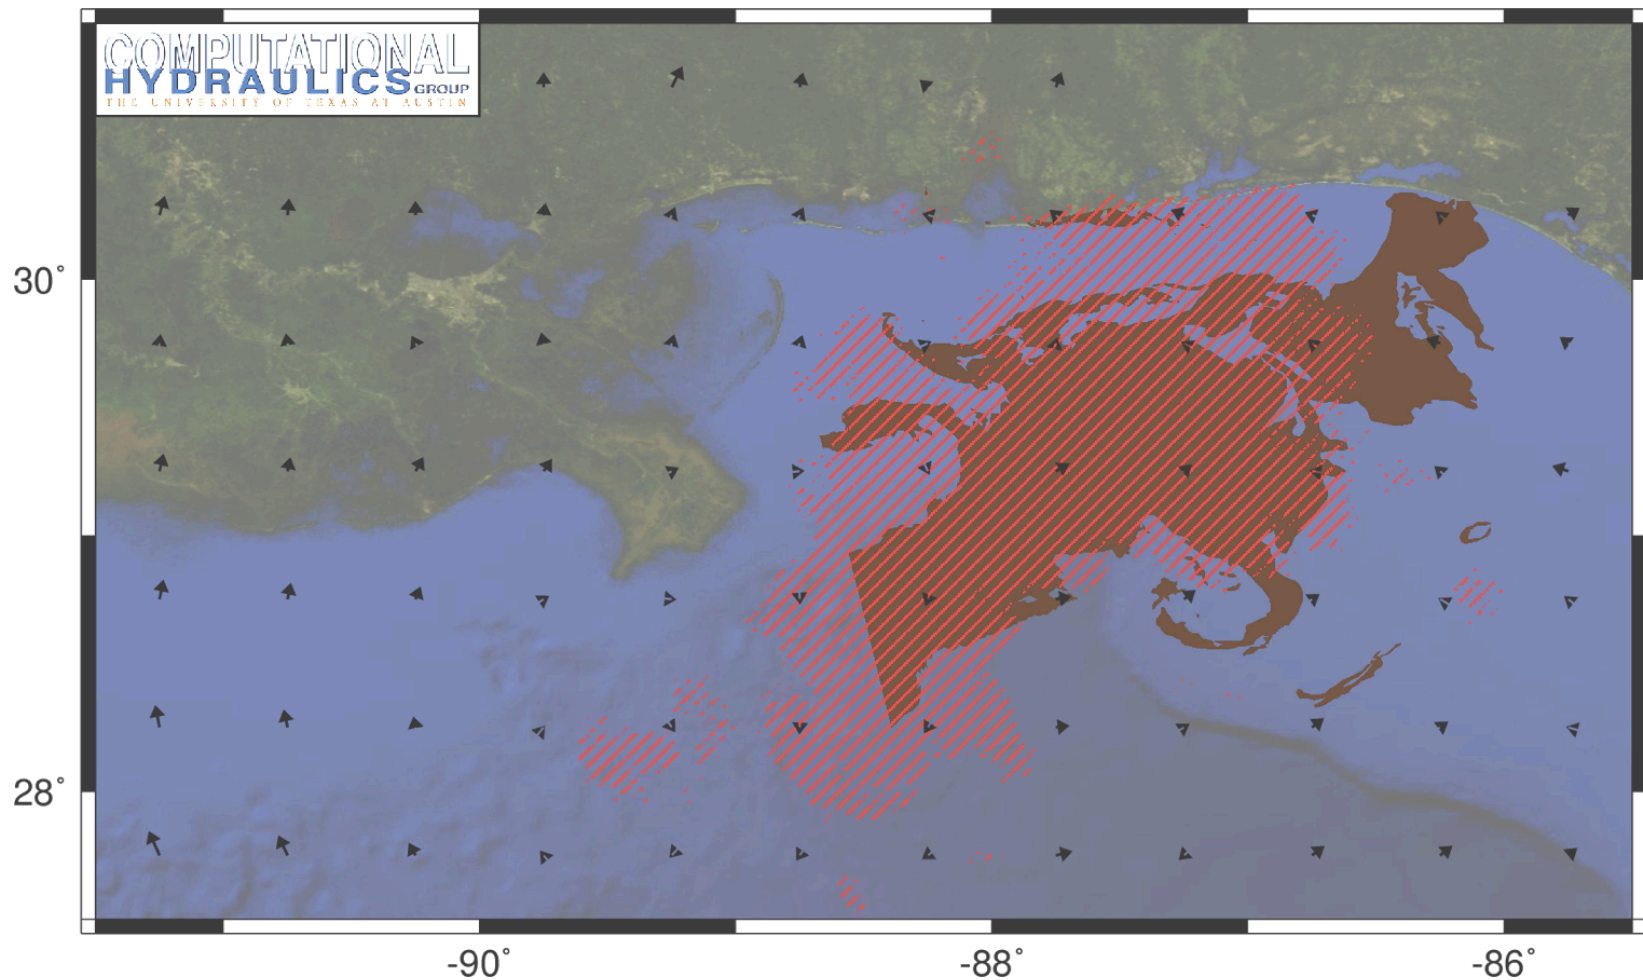 COMPUTATIONAL
HYDRAULICS GROUP
THE UNIVERSITY OF TEXAS AT AUSTIN
30°
28°
-90° -88° -86°